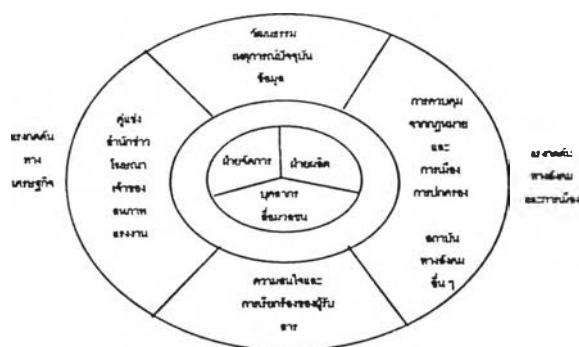 วัฒนธรรม
เหตุการณ์ปัจจุบัน
ข้อมูล
แรงกดดัน
ทาง
เศรษฐกิจ
คู่แข่ง
สำนักข่าว
โฆษณา
เจ้าของ
สหภาพ
แรงงาน
ฝ่ายจัดการ
ฝ่ายผลิต
บุคลากร
สื่อมวลชน
การควบคุม
จากกฎหมาย
และ
การเมือง
การปกครอง
สถาบัน
ทางสังคม
อื่น ๆ
แรงกดดัน
ทางสังคม
และการเมือง
ความสนใจและ
การเรียกร้องของผู้รับ
สาร